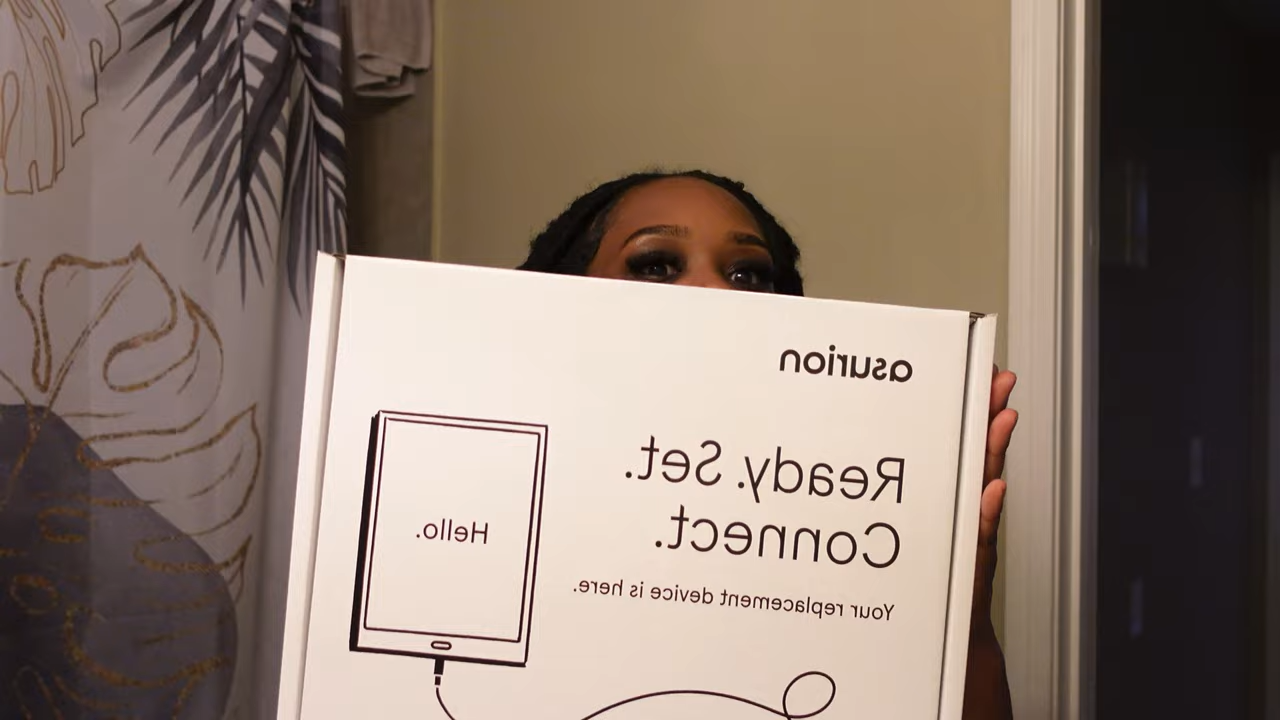 asurion
Ready. Set.
Connect.
Your replacement device is here.
Hello.